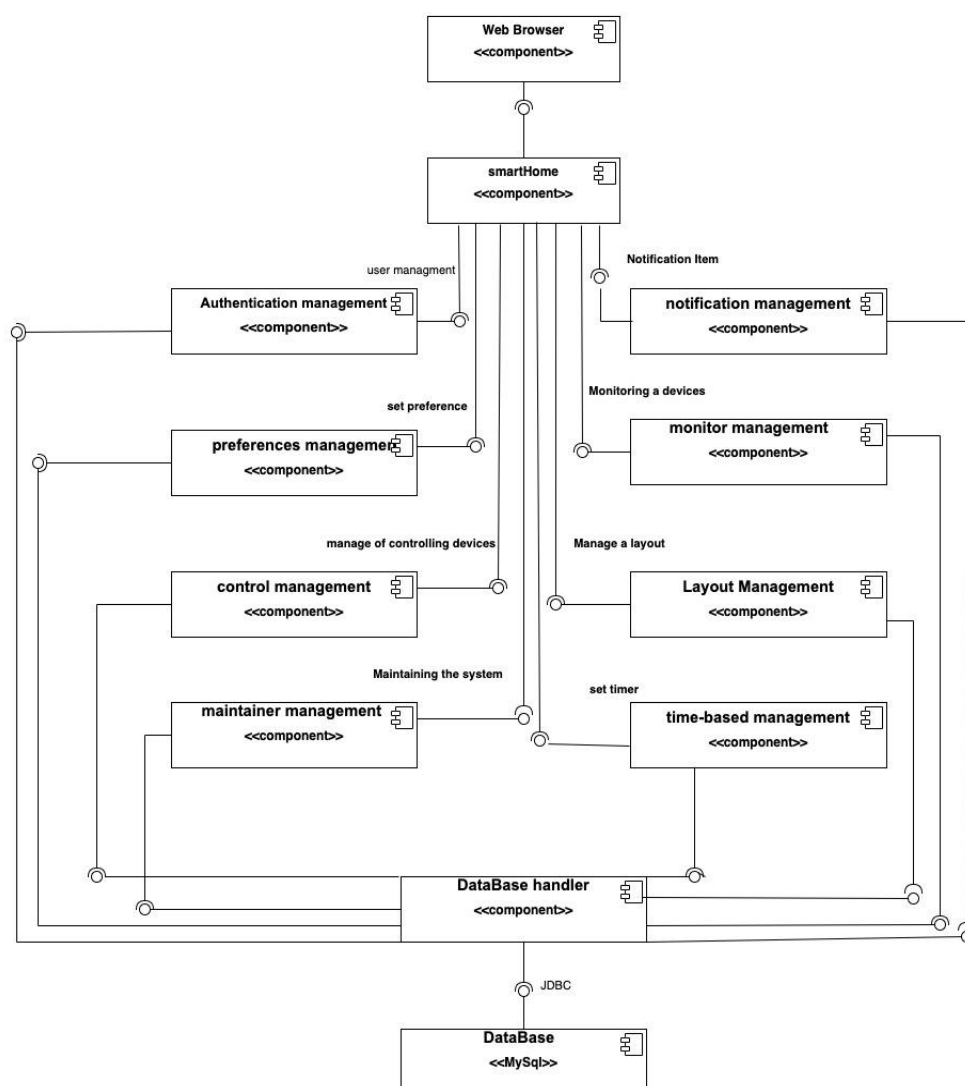 Web Browser
<<component>>
smartHome
<<component>>
user managment
Notification Item
Authentication management
<<component>>
notification management
<<component>>
set preference
Monitoring a devices
preferences management
<<component>>
monitor management
<<component>>
manage of controlling devices
Manage a layout
control management
<<component>>
Layout Management
<<component>>
Maintaining the system
set timer
maintainer management
<<component>>
time-based management
<<component>>
DataBase handler
<<component>>
JDBC
DataBase
<<MySql>>